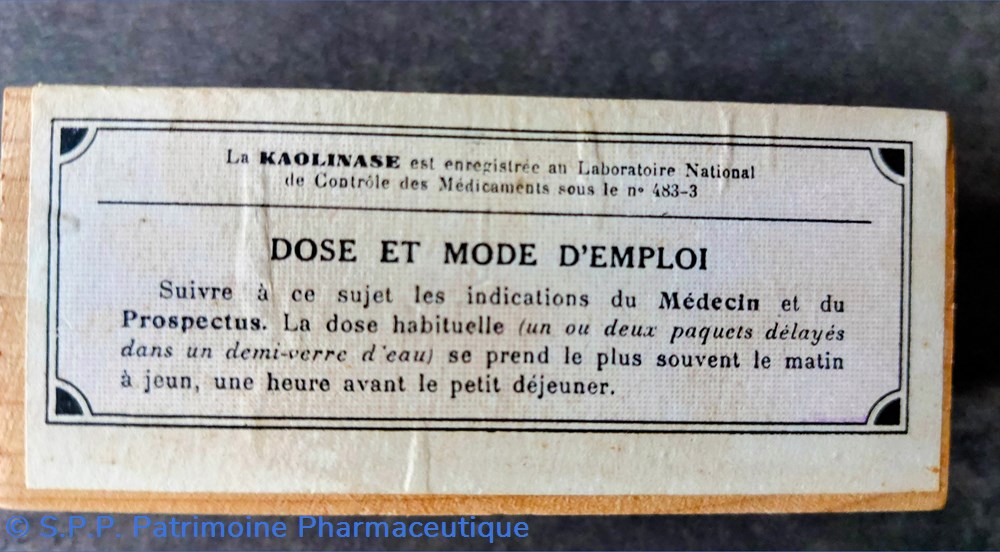 La KAOLINASE est enregistrée au Laboratoire National
de Contrôle des Médicaments sous le nº 483-3
DOSE ET MODE D'EMPLOI
Suivre à ce sujet les indications du Médecin et du
Prospectus. La dose habituelle (un ou deux paquets délayés
dans un demi-verre d'eau) se prend le plus souvent le matin
à jeun, une heure avant le petit déjeuner.
© S.P.P. Patrimoine Pharmaceutique